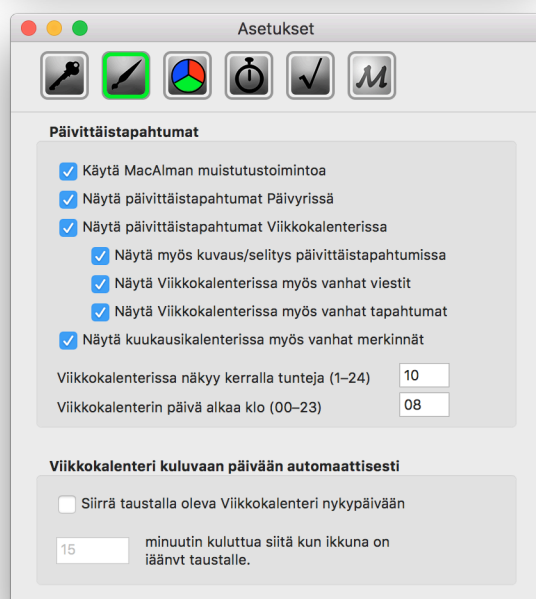 Asetukset
M
Päivittäistapahtumat
Käytä MacAlman muistutustoimintoa
Näytä päivittäistapahtumat Päivyrissä
Näytä päivittäistapahtumat Viikkokalenterissa
Näytä myös kuvaus/selitys päivittäistapahtumissa
Näytä Viikkokalenterissa myös vanhat viestit
Näytä Viikkokalenterissa myös vanhat tapahtumat
Näytä kuukausikalenterissa myös vanhat merkinnät
Viikkokalenterissa näkyy kerralla tunteja (1–24) 10
Viikkokalenterin päivä alkaa klo (00–23) 08
Viikkokalenteri kuluvaan päivään automaattisesti
Siirrä taustalla oleva Viikkokalenteri nykypäivään
15 minuutin kuluttua siitä kun ikkuna on
jäänyt taustalle.